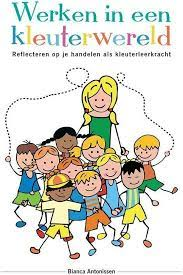 Werken in een
kleuterwereld
Reflecteren op je handelen als kleuterleerkracht
Bianca Antonissen